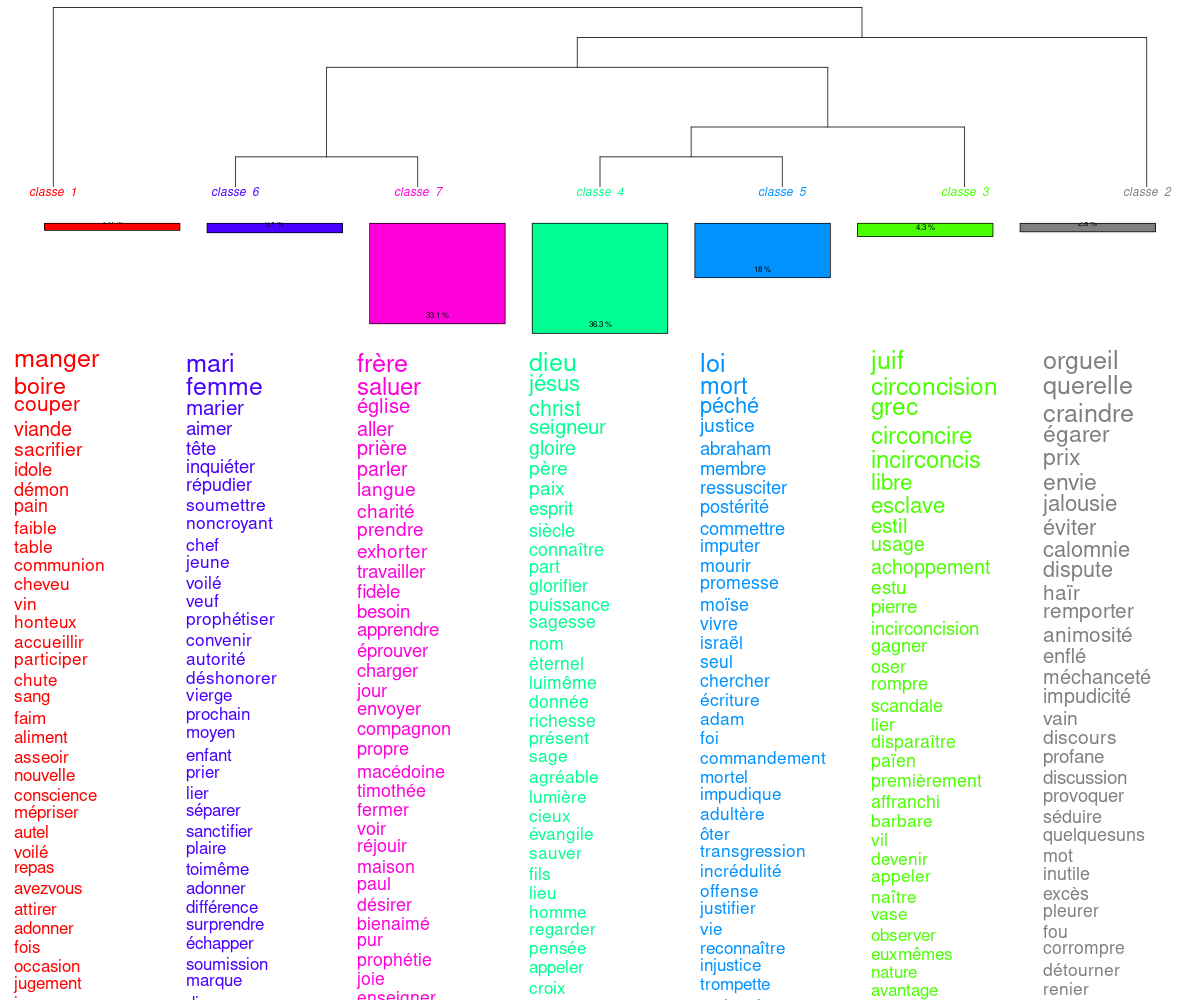 classe 1
classe 6
classe 7
classe 4
classe 5
classe 3
classe 2
3.1 %
33.1 %
36.3 %
18 %
4.3 %
2.8 %
manger
boire
couper
viande
sacrifier
idole
démon
pain
faible
table
communion
cheveu
vin
honteux
accueillir
participer
chute
sang
faim
aliment
asseoir
nouvelle
conscience
mépriser
autel
voilé
repas
avezvous
attirer
adonner
fois
occasion
jugement
mari
femme
marier
aimer
tête
inquiéter
répudier
soumettre
noncroyant
chef
jeune
voilé
veuf
prophétiser
convenir
autorité
déshonorer
vierge
prochain
moyen
enfant
prier
lier
séparer
sanctifier
plaire
toimême
adonner
différence
surprendre
échapper
soumission
marque
frère
saluer
église
aller
prière
parler
langue
charité
prendre
exhorter
travailler
fidèle
besoin
apprendre
éprouver
charger
jour
envoyer
compagnon
propre
macédoine
timothée
fermer
voir
réjouir
maison
paul
désirer
bienaimé
pur
prophétie
joie
enseigner
dieu
jésus
christ
seigneur
gloire
père
paix
esprit
siècle
connaître
part
glorifier
puissance
sagesse
nom
éternel
luimême
donnée
richesse
présent
sage
agréable
lumière
cieux
évangile
sauver
fils
lieu
homme
regarder
pensée
appeler
croix
loi
mort
péché
justice
abraham
membre
ressusciter
postérité
commettre
imputer
mourir
promesse
moïse
vivre
israël
seul
chercher
écriture
adam
foi
commandement
mortel
impudique
adultère
ôter
transgression
incrédulité
offense
justifier
vie
reconnaître
injustice
trompette
juif
circoncision
grec
circoncire
incirconcis
libre
esclave
estil
usage
achoppement
estu
pierre
incirconcision
gagner
oser
rompre
scandale
lier
disparaître
païen
premièrement
affranchi
barbare
vil
devenir
appeler
naître
vase
observer
euxmêmes
nature
avantage
orgueil
querelle
craindre
égarer
prix
envie
jalousie
éviter
calomnie
dispute
haïr
remporter
animosité
enflé
méchanceté
impudicité
vain
discours
profane
discussion
provoquer
séduire
quelquesuns
mot
inutile
excès
pleurer
fou
corrompre
détourner
renier